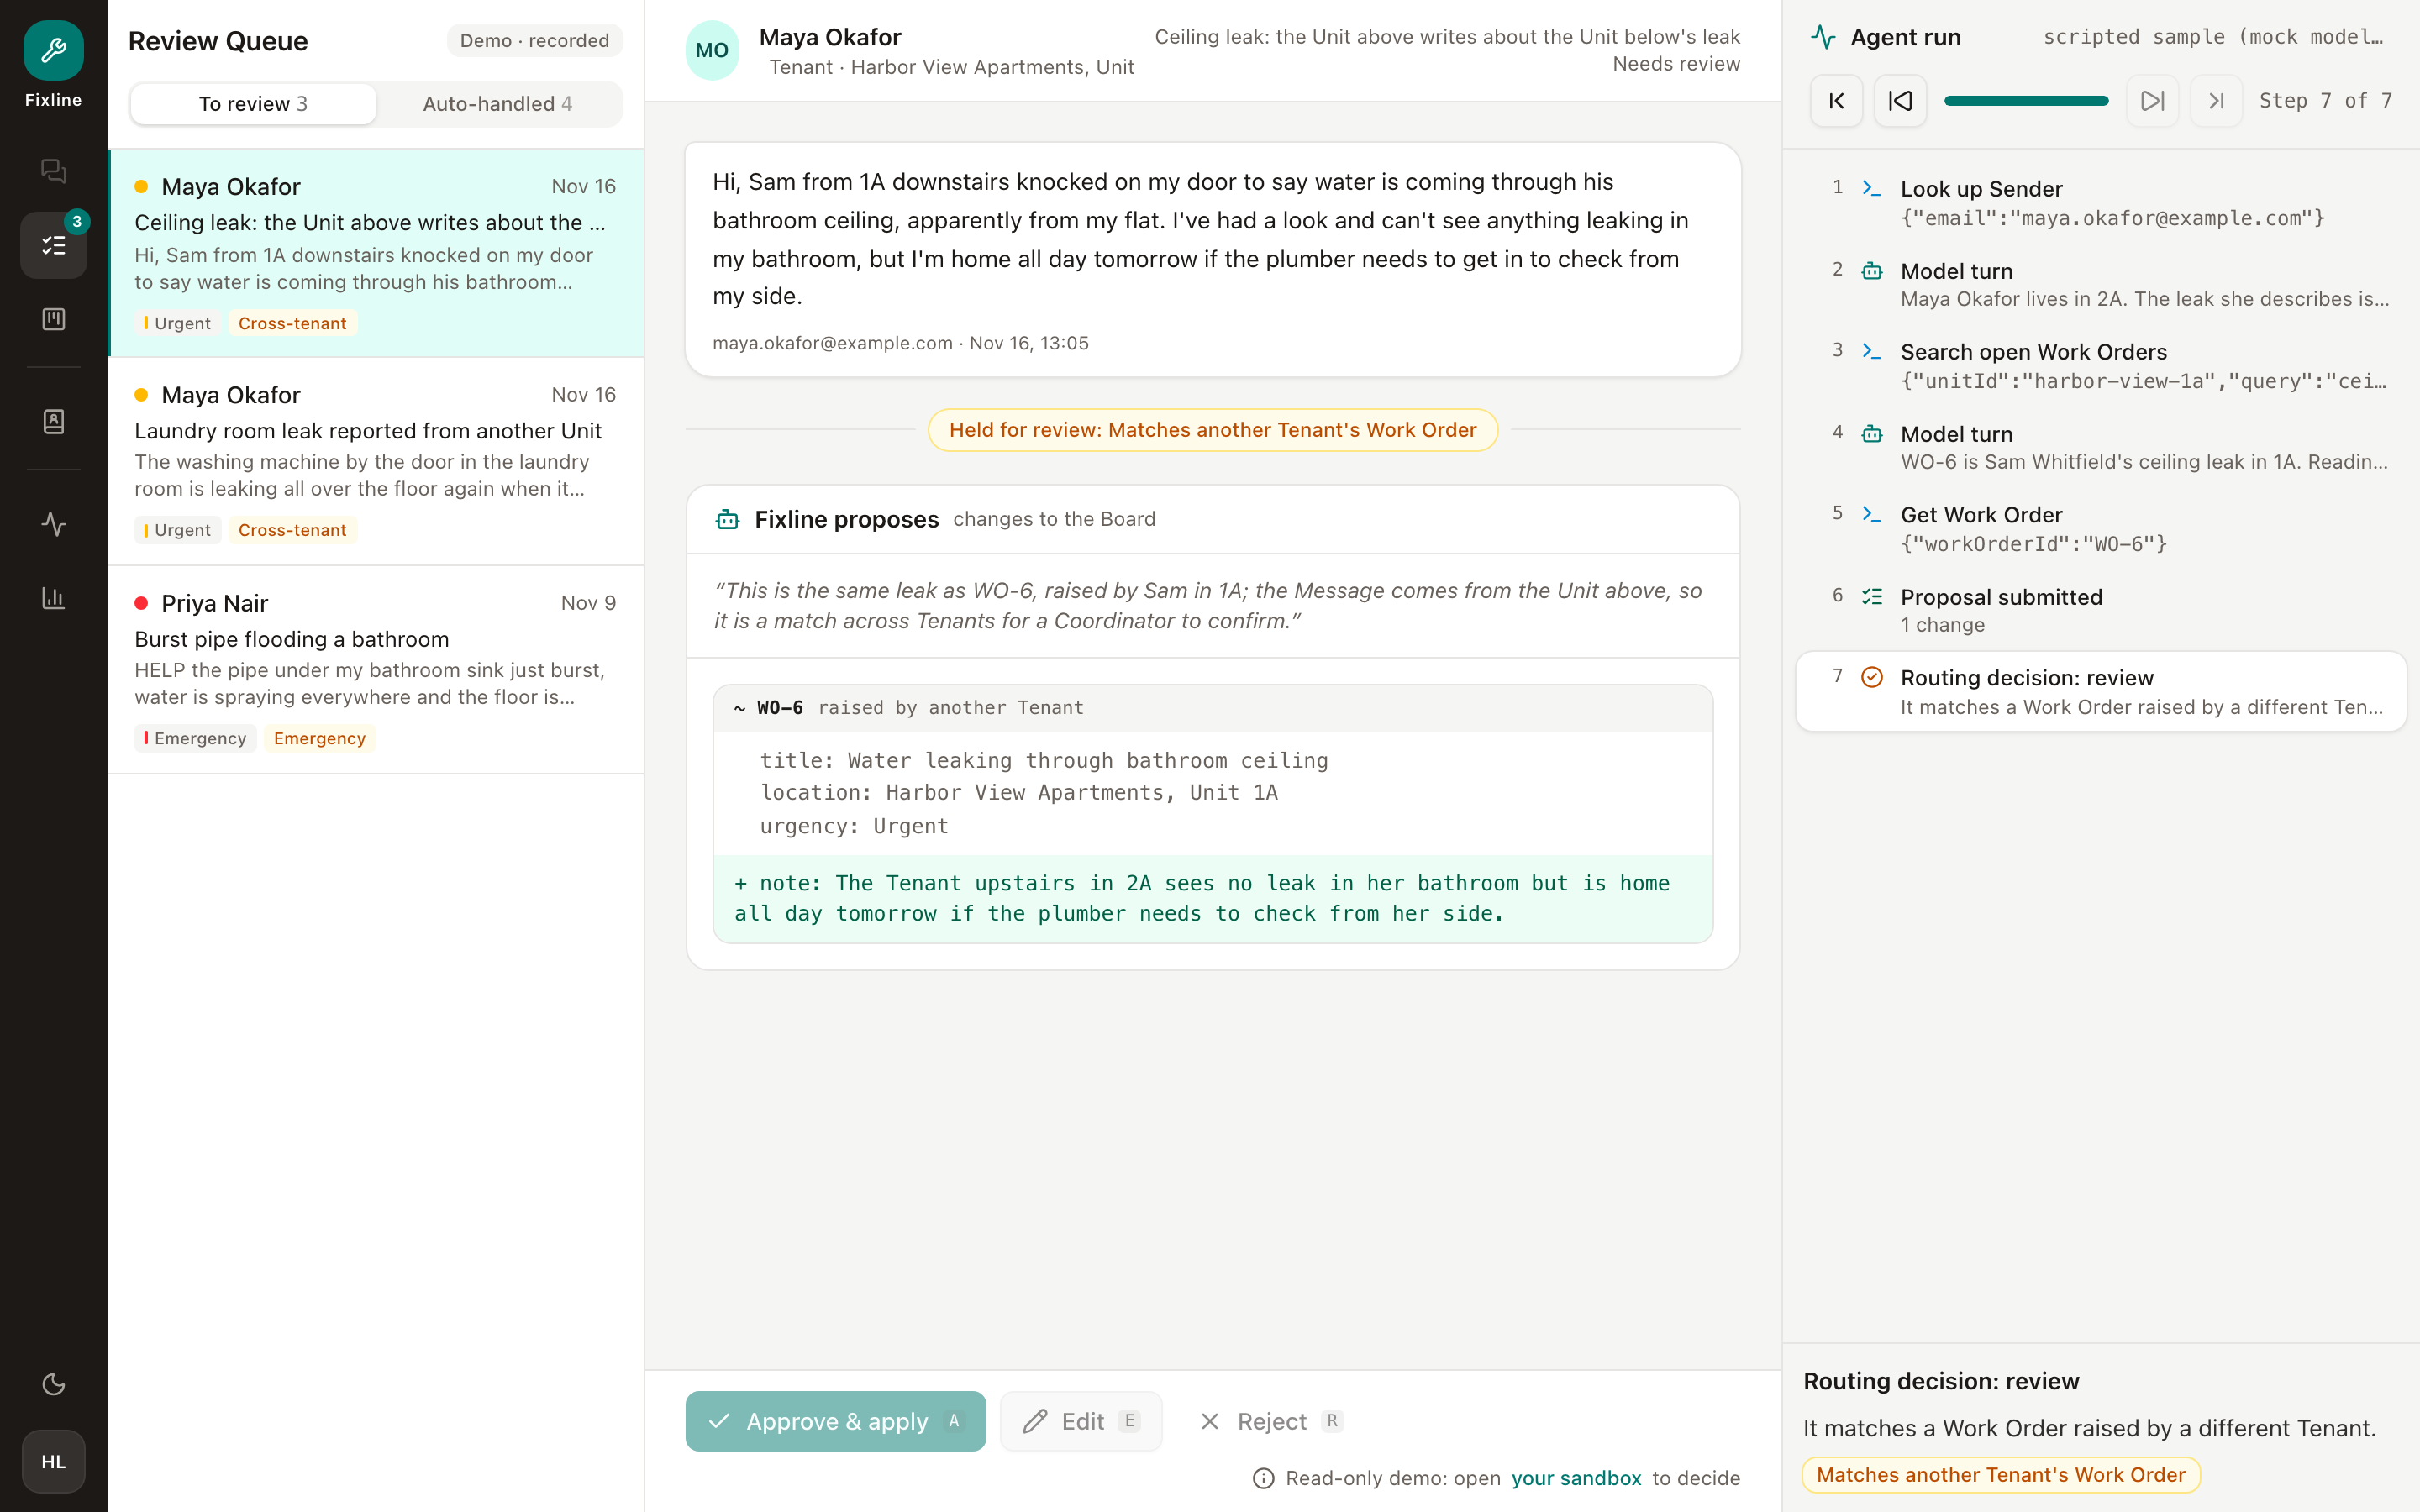 Fixline
3
HL
Review Queue
Demo · recorded
To review 3
Auto-handled 4
Maya Okafor
Nov 16
Ceiling leak: the Unit above writes about the ...
Hi, Sam from 1A downstairs knocked on my door
to say water is coming through his bathroom...
Urgent
Cross-tenant
Maya Okafor
Nov 16
Laundry room leak reported from another Unit
The washing machine by the door in the laundry
room is leaking all over the floor again when it...
Urgent
Cross-tenant
Priya Nair
Nov 9
Burst pipe flooding a bathroom
HELP the pipe under my bathroom sink just burst,
water is spraying everywhere and the floor is...
Emergency
Emergency
MO
Maya Okafor
Tenant · Harbor View Apartments, Unit
Ceiling leak: the Unit above writes about the Unit below's leak
Needs review
Hi, Sam from 1A downstairs knocked on my door to say water is coming through his
bathroom ceiling, apparently from my flat. I've had a look and can't see anything leaking in
my bathroom, but I'm home all day tomorrow if the plumber needs to get in to check from
my side.
maya.okafor@example.com · Nov 16, 13:05
Held for review: Matches another Tenant's Work Order
Fixline proposes changes to the Board
“This is the same leak as WO-6, raised by Sam in 1A; the Message comes from the Unit above, so
it is a match across Tenants for a Coordinator to confirm.”
~ WO-6 raised by another Tenant
title: Water leaking through bathroom ceiling
location: Harbor View Apartments, Unit 1A
urgency: Urgent
+ note: The Tenant upstairs in 2A sees no leak in her bathroom but is home
all day tomorrow if the plumber needs to check from her side.
Approve & apply A
Edit E
Reject R
Read-only demo: open your sandbox to decide
Agent run
scripted sample (mock model…
Step 7 of 7
1 Look up Sender
{"email":"maya.okafor@example.com"}
2 Model turn
Maya Okafor lives in 2A. The leak she describes is...
3 Search open Work Orders
{"unitId":"harbor-view-1a","query":"cei…
4 Model turn
WO-6 is Sam Whitfield's ceiling leak in 1A. Readin...
5 Get Work Order
{"workOrderId":"WO-6"}
6 Proposal submitted
1 change
7 Routing decision: review
It matches a Work Order raised by a different Ten...
Routing decision: review
It matches a Work Order raised by a different Tenant.
Matches another Tenant's Work Order